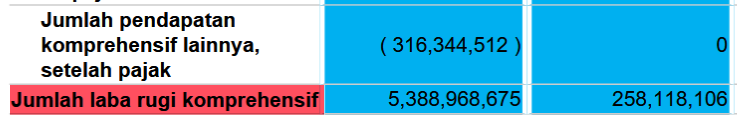 Jumlah pendapatan
komprehensif lainnya, ( 316,344,512 ) 0
setelah pajak
Jumlah laba rugi komprehensif 5,388,968,675 258,118,106